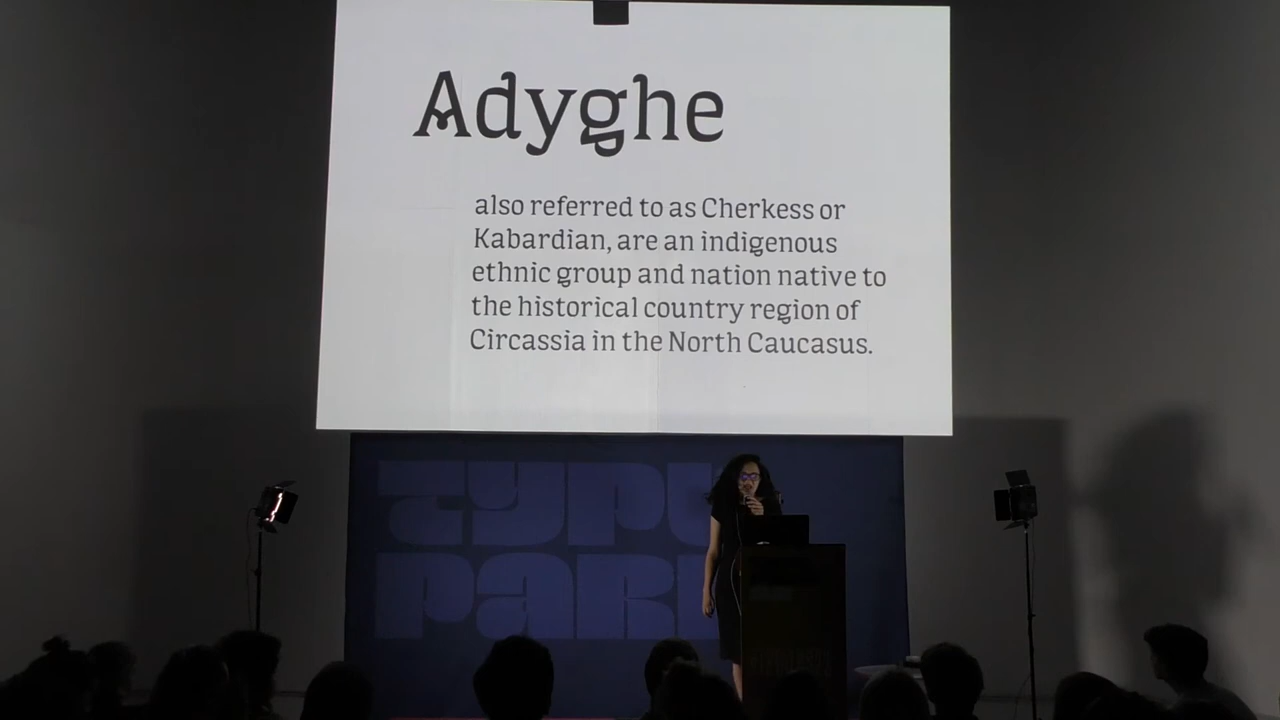 Adyghe
also referred to as Cherkess or
Kabardian, are an indigenous
ethnic group and nation native to
the historical country region of
Circassia in the North Caucasus.